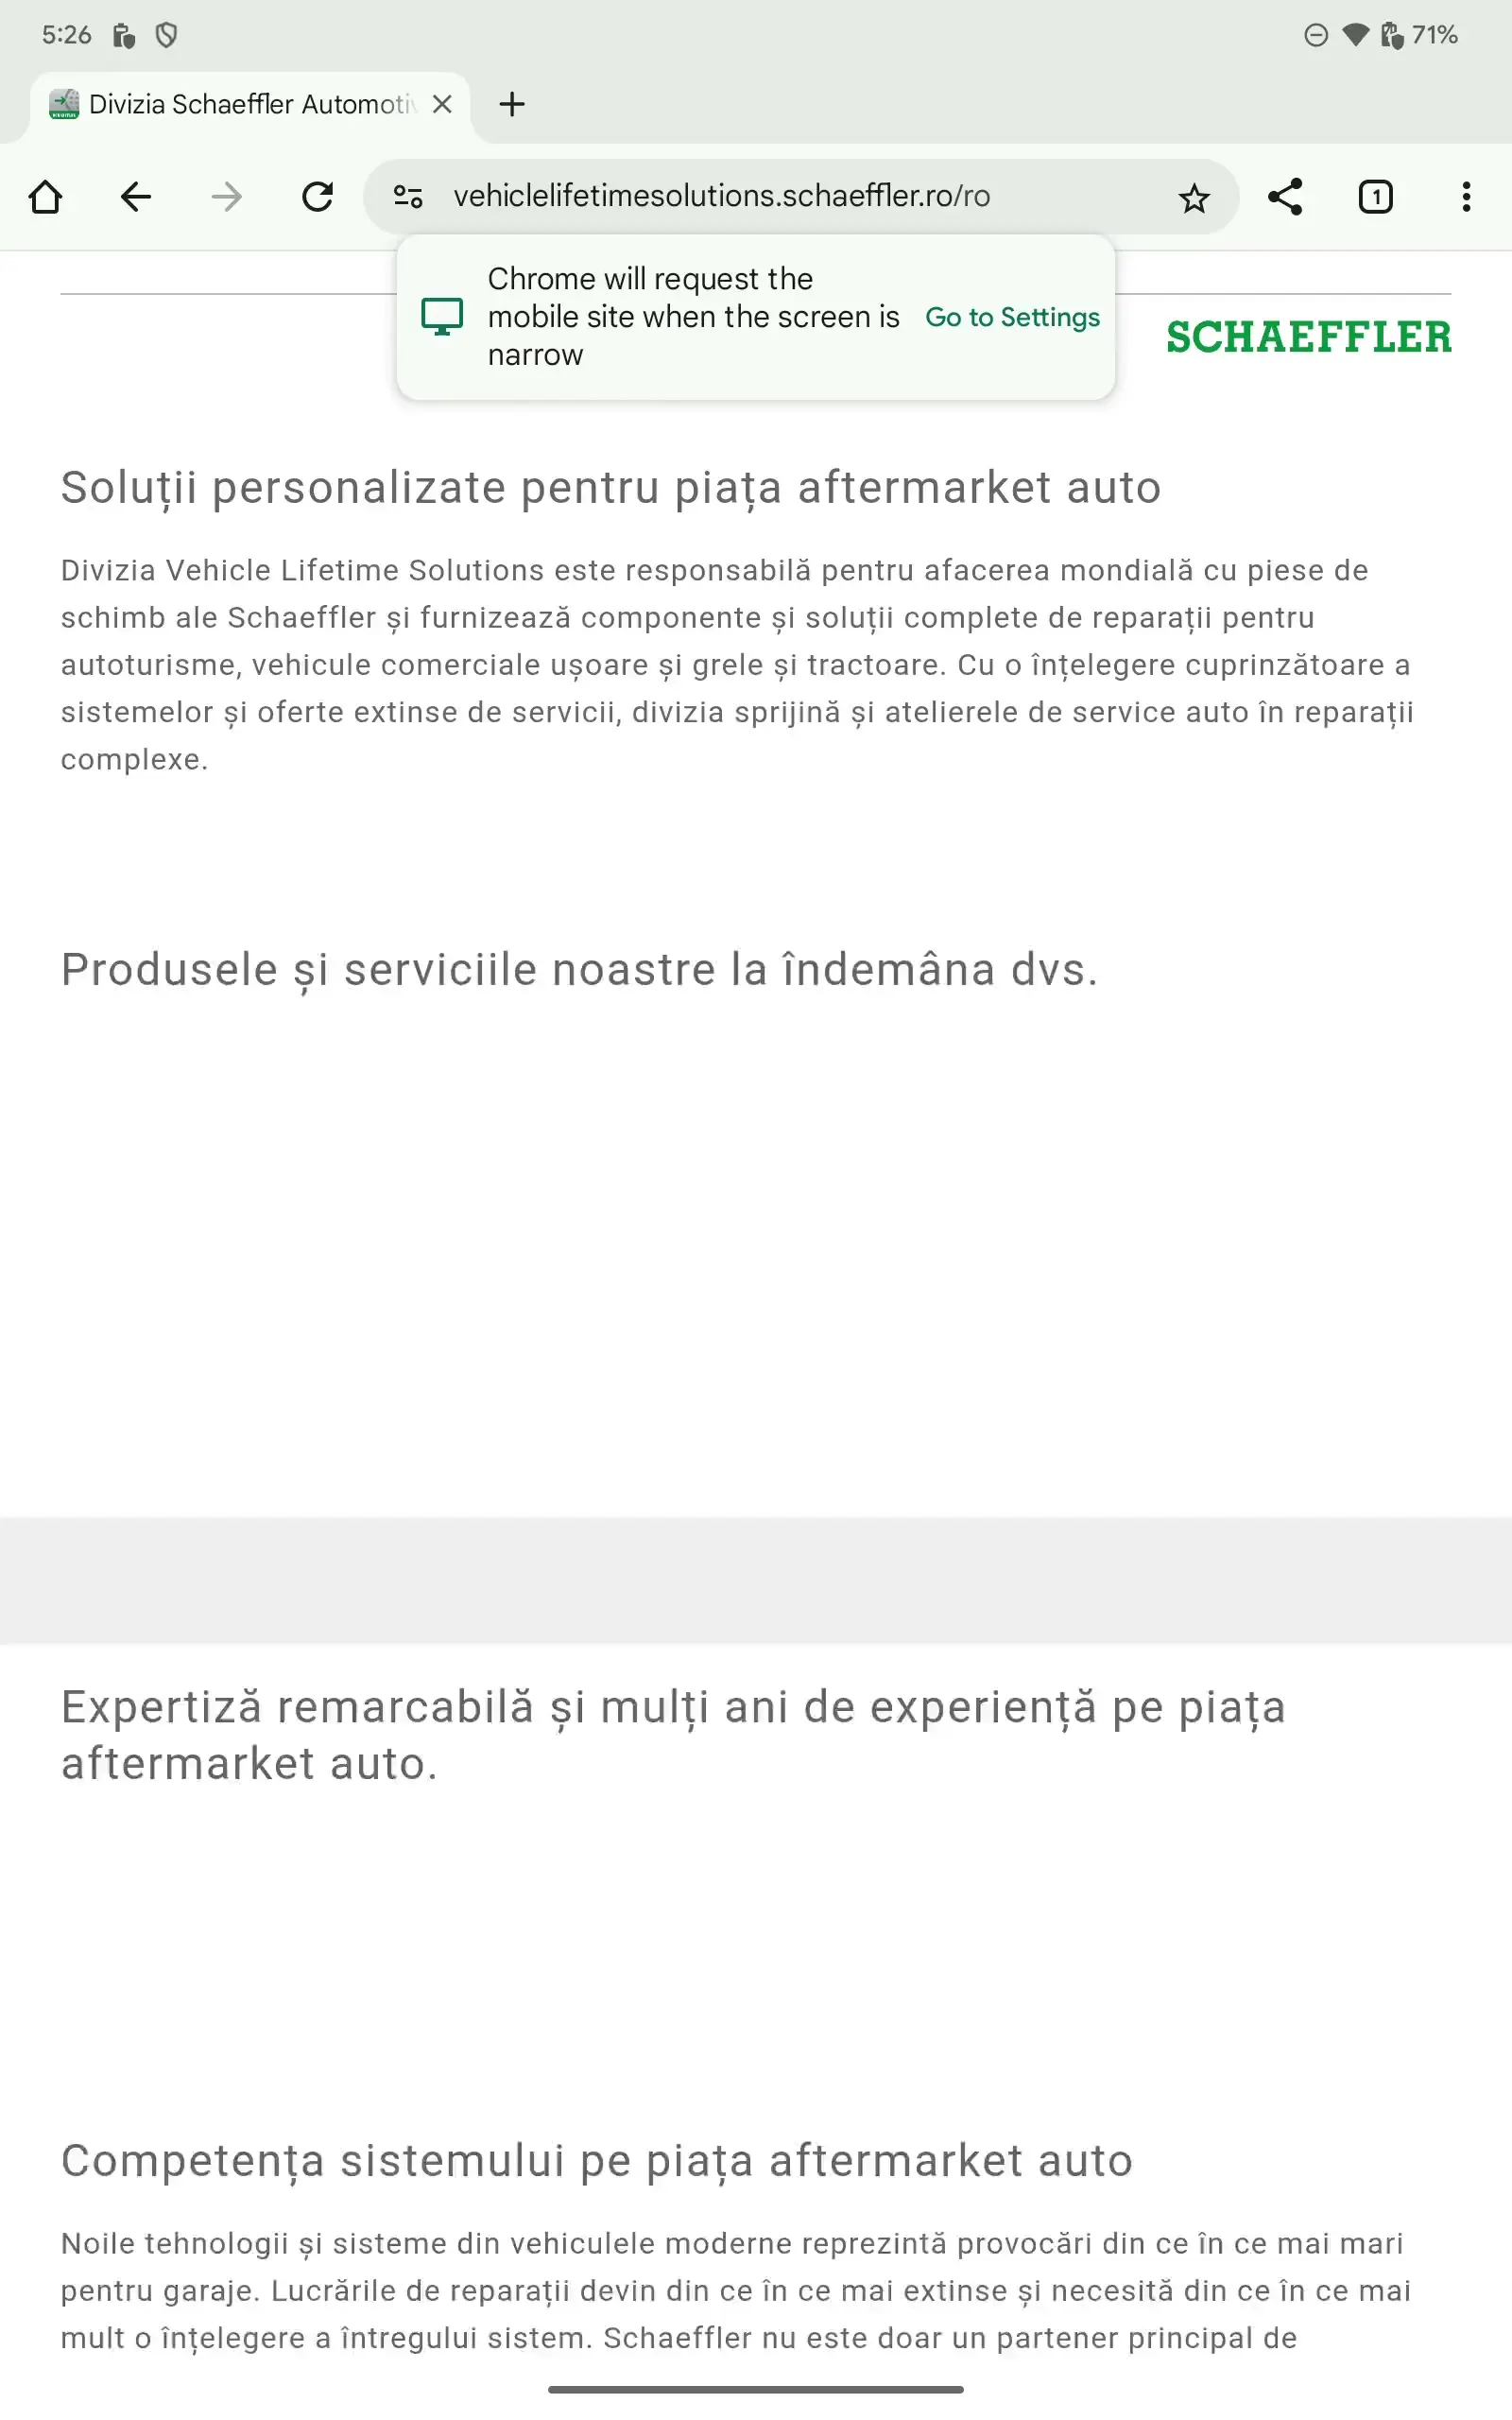 5:26
71%
Divizia Schaeffler Automotiv
vehiclelifetimesolutions.schaeffler.ro/ro
1
Chrome will request the
mobile site when the screen is
narrow
Go to Settings
SCHAEFFLER
Soluții personalizate pentru piața aftermarket auto
Divizia Vehicle Lifetime Solutions este responsabilă pentru afacerea mondială cu piese de
schimb ale Schaeffler și furnizează componente și soluții complete de reparații pentru
autoturisme, vehicule comerciale ușoare și grele și tractoare. Cu o înțelegere cuprinzătoare a
sistemelor și oferte extinse de servicii, divizia sprijină și atelierele de service auto în reparații
complexe.
Produsele și serviciile noastre la îndemâna dvs.
Expertiză remarcabilă și mulți ani de experiență pe piața
aftermarket auto.
Competența sistemului pe piața aftermarket auto
Noile tehnologii și sisteme din vehiculele moderne reprezintă provocări din ce în ce mai mari
pentru garaje. Lucrările de reparații devin din ce în ce mai extinse și necesită din ce în ce mai
mult o înțelegere a întregului sistem. Schaeffler nu este doar un partener principal de